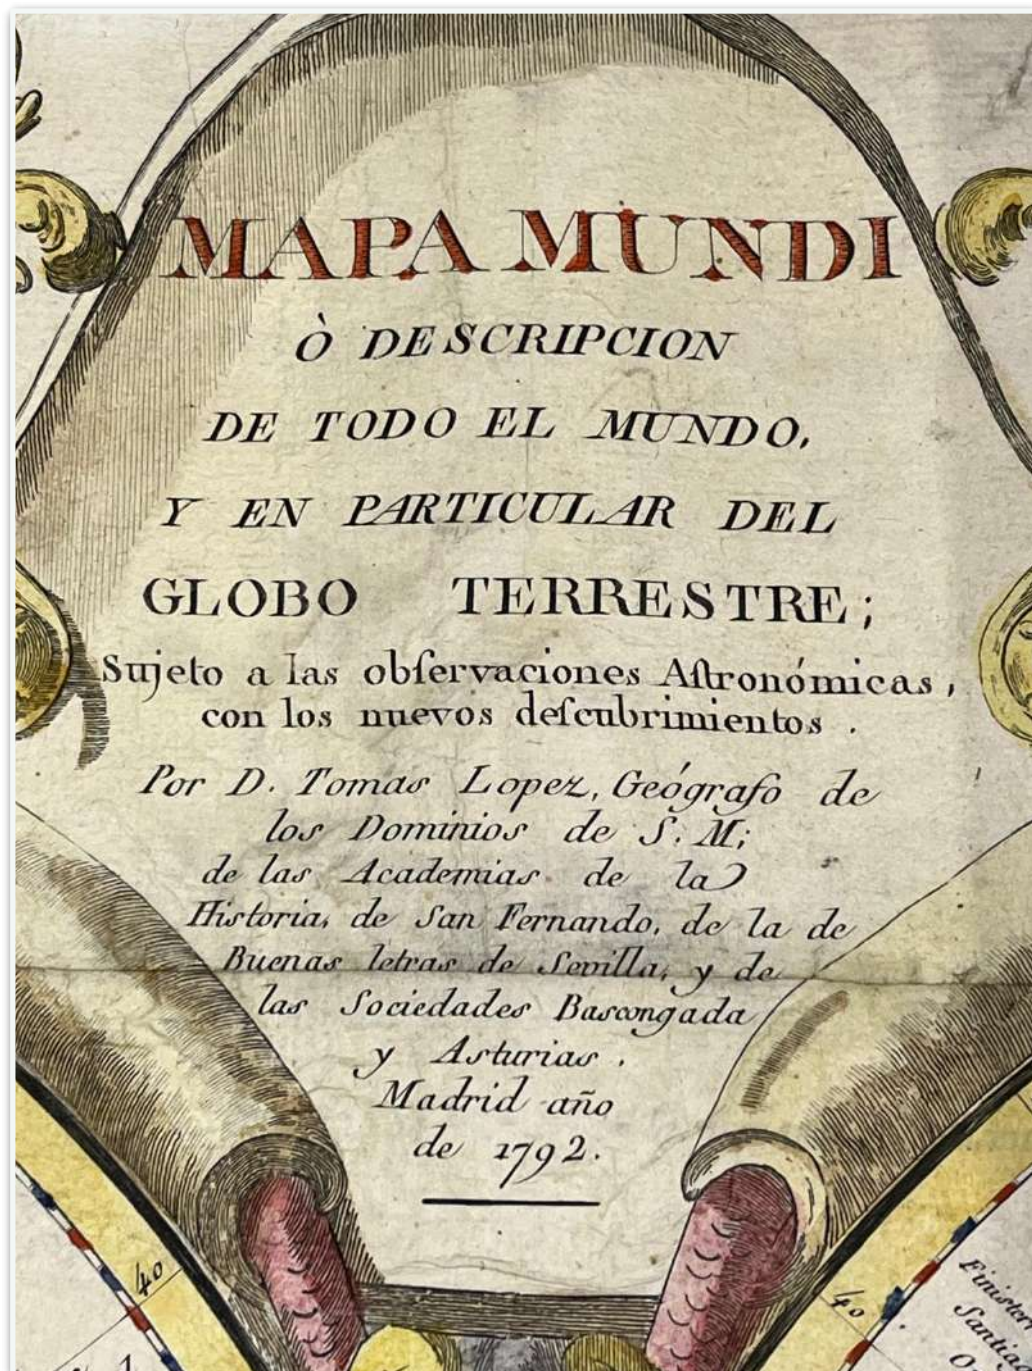 MAPA MUNDI
Ò DESCRIPCION
DE TODO EL MUNDO,
Y EN PARTICULAR DEL
GLOBO TERRESTRE;
Sujeto a las obſervaciones Aſtronómicas,
con los nuevos deſcubrimientos.
Por D. Tomas Lopez, Geógrafo de
los Dominios de S. M;
de las Academias de la
Historia, de San Fernando, de la de
Buenas letras de Sevilla, y de
las Sociedades Bascongada
y Asturias.
Madrid año
de 1792.
40
40